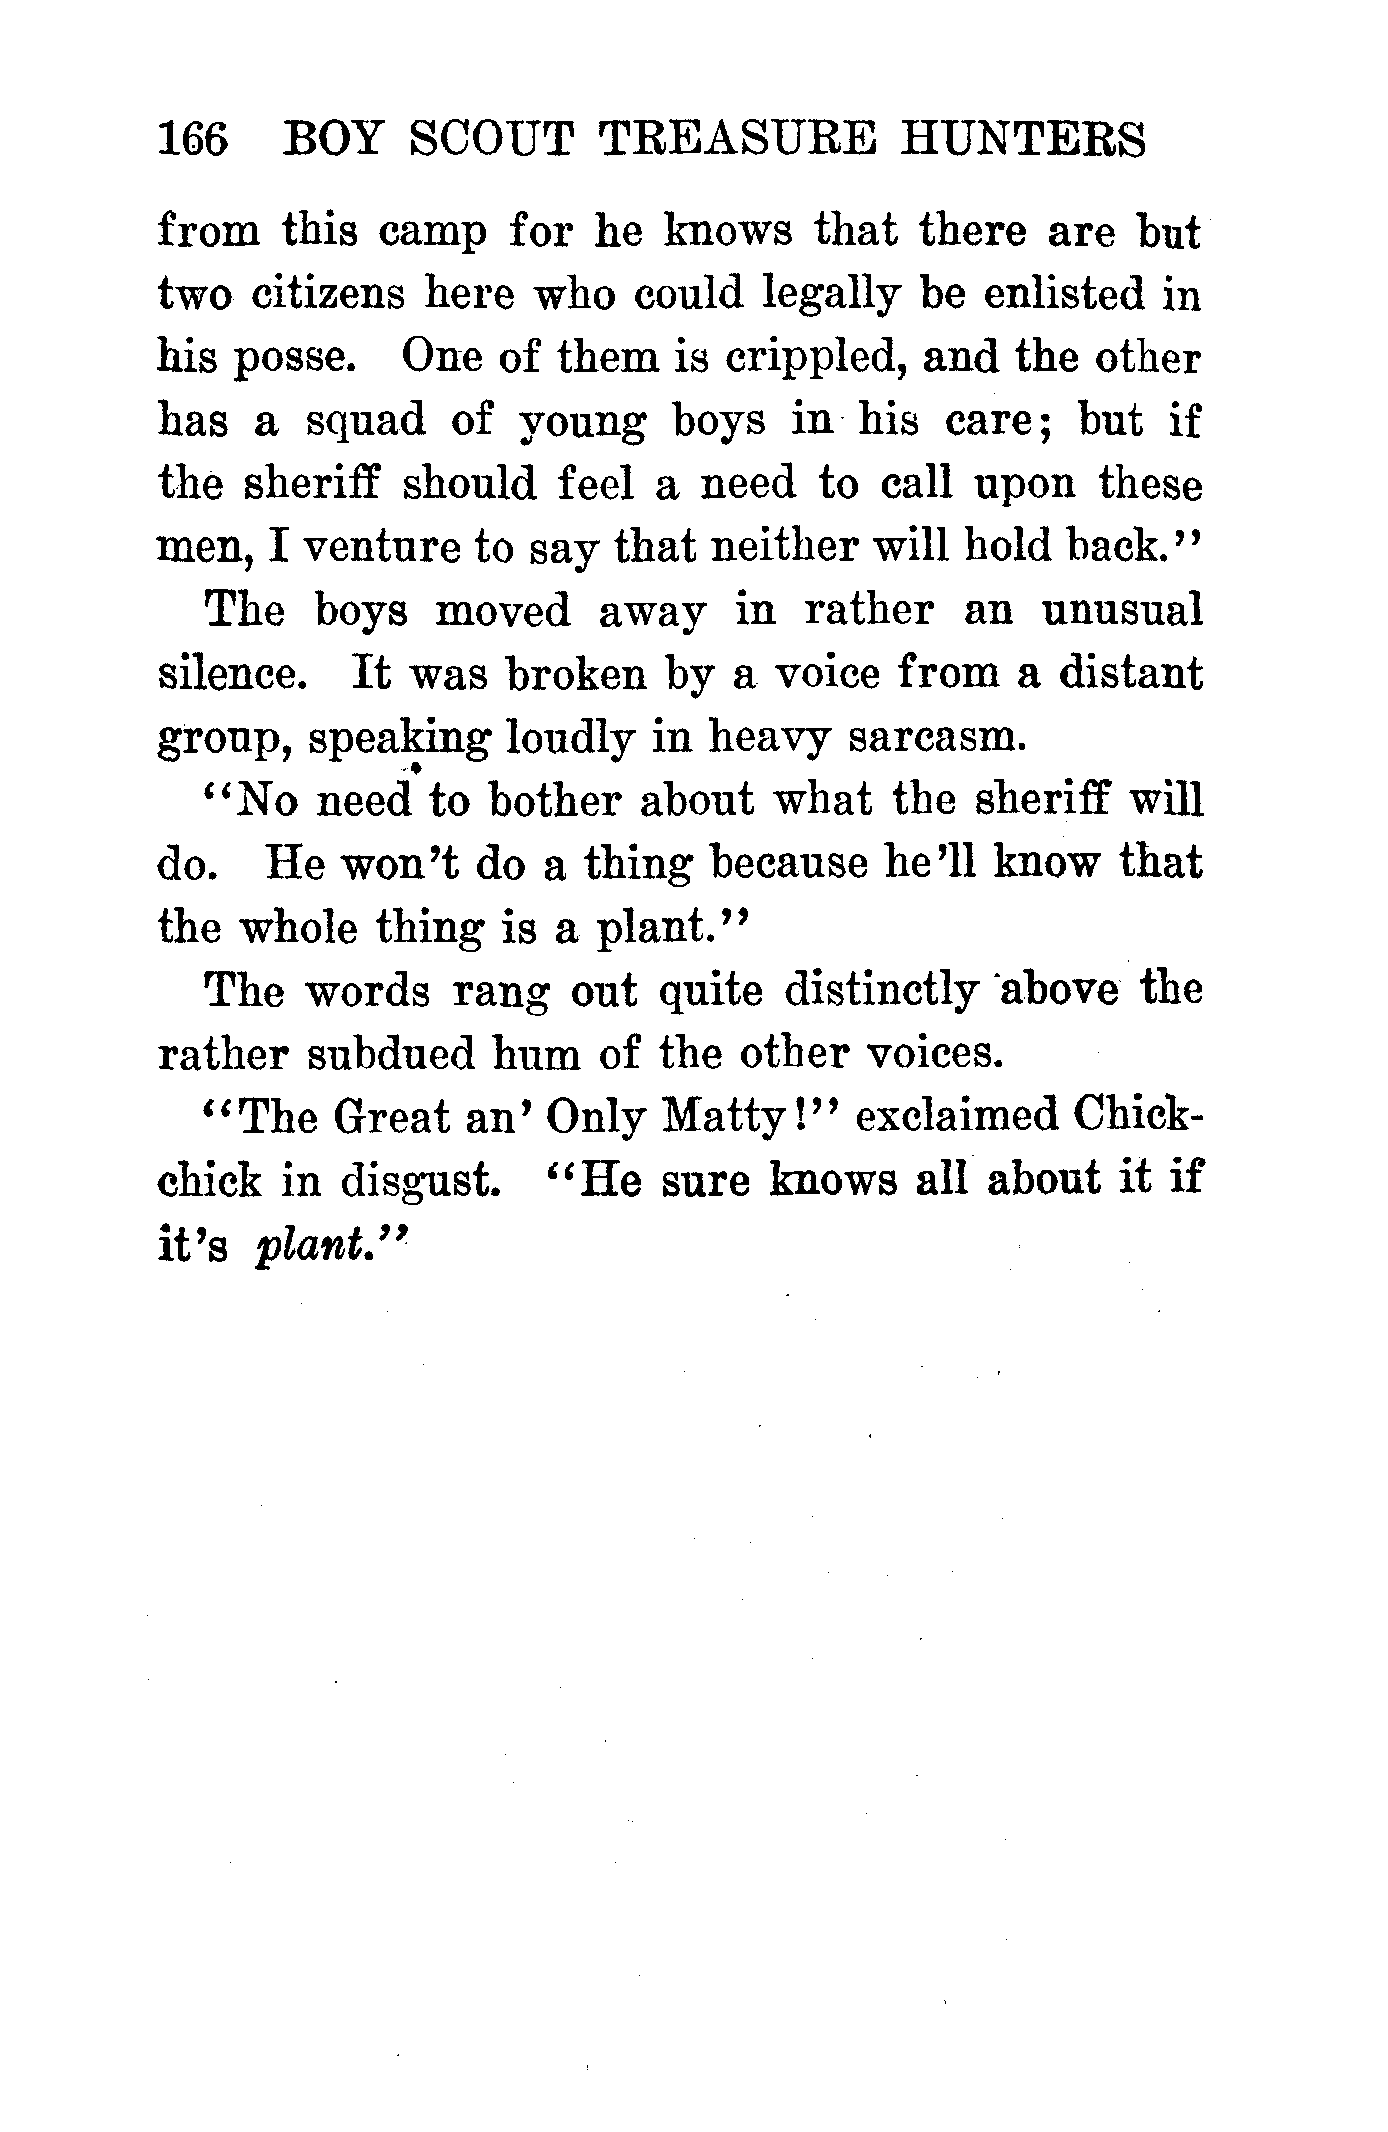 166 BOY SCOUT TREASURE HUNTERS
from this camp for he knows that there are but
two citizens here who could legally be enlisted in
his posse. One of them is crippled, and the other
has a squad of young boys in his care; but if
the sheriff should feel a need to call upon these
men, I venture to say that neither will hold back."
The boys moved away in rather an unusual
silence. It was broken by a voice from a distant
group, speaking loudly in heavy sarcasm.
"No need to bother about what the sheriff will
do. He won't do a thing because he'll know that
the whole thing is a plant."
The words rang out quite distinctly above the
rather subdued hum of the other voices.
"The Great an' Only Matty!" exclaimed Chick-
chick in disgust. "He sure knows all about it if
it's plant."